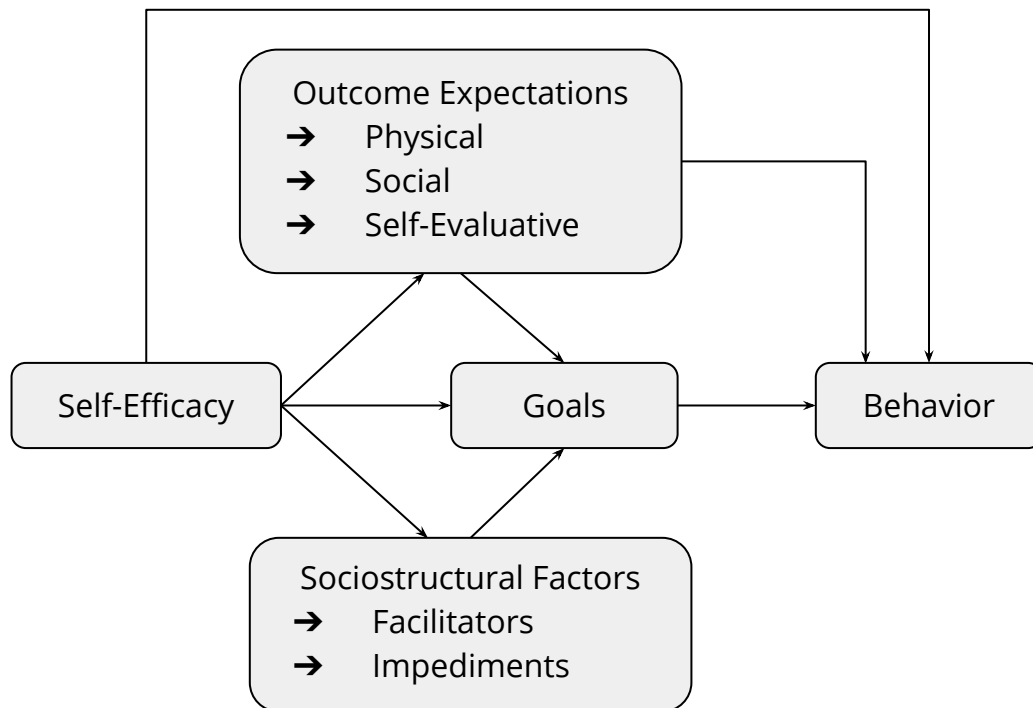 Outcome Expectations
➔ Physical
➔ Social
➔ Self-Evaluative
Self-Efficacy
Goals
Behavior
Sociostructural Factors
➔ Facilitators
➔ Impediments